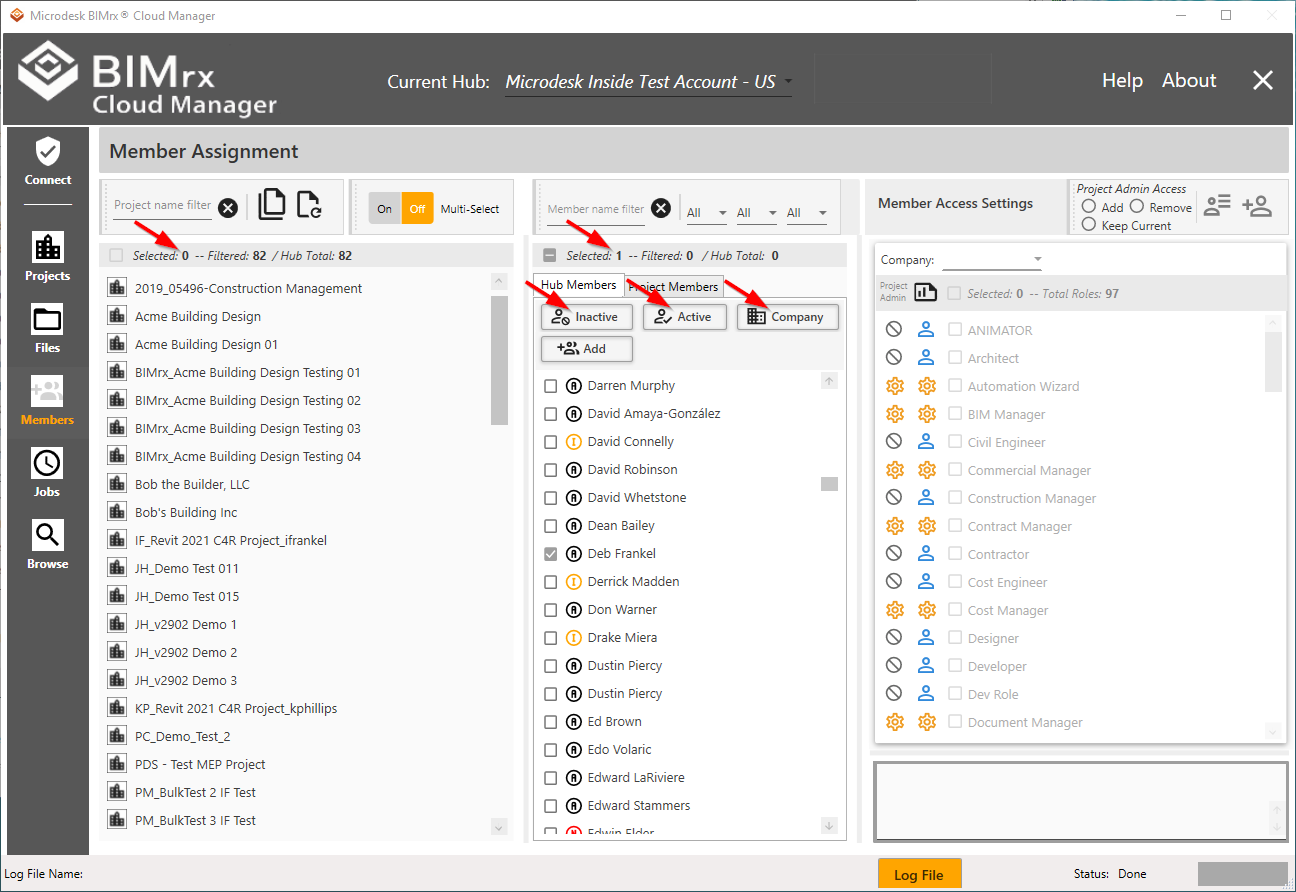 Microdesk BIMrx® Cloud Manager
BIMrx
Cloud Manager
Current Hub: Microdesk Inside Test Account - US
Help About
Connect
Projects
Files
Members
Jobs
Browse
Member Assignment
Project name filter
On Off Multi-Select
Selected: 0 -- Filtered: 82 / Hub Total: 82
2019_05496-Construction Management
Acme Building Design
Acme Building Design 01
BIMrx_Acme Building Design Testing 01
BIMrx_Acme Building Design Testing 02
BIMrx_Acme Building Design Testing 03
BIMrx_Acme Building Design Testing 04
Bob the Builder, LLC
Bob's Building Inc
IF_Revit 2021 C4R Project_ifrankel
JH_Demo Test 011
JH_Demo Test 015
JH_v2902 Demo 1
JH_v2902 Demo 2
JH_v2902 Demo 3
KP_Revit 2021 C4R Project_kphillips
PC_Demo_Test_2
PDS - Test MEP Project
PM_BulkTest 2 IF Test
PM_BulkTest 3 IF Test
Member name filter
All All All
Selected: 1 -- Filtered: 0 / Hub Total: 0
Hub Members Project Members
Inactive Active Company
Add
A Darren Murphy
A David Amaya-González
I David Connelly
A David Robinson
A David Whetstone
A Dean Bailey
A Deb Frankel
I Derrick Madden
A Don Warner
I Drake Miera
A Dustin Piercy
A Dustin Piercy
A Ed Brown
A Edo Volaric
A Edward LaRiviere
A Edward Stammers
Edwin Elder
Member Access Settings
Project Admin Access
Add Remove
Keep Current
Company:
Project
Admin
Selected: 0 -- Total Roles: 97
ANIMATOR
Architect
Automation Wizard
BIM Manager
Civil Engineer
Commercial Manager
Construction Manager
Contract Manager
Contractor
Cost Engineer
Cost Manager
Designer
Developer
Dev Role
Document Manager
Log File Name:
Log File
Status: Done